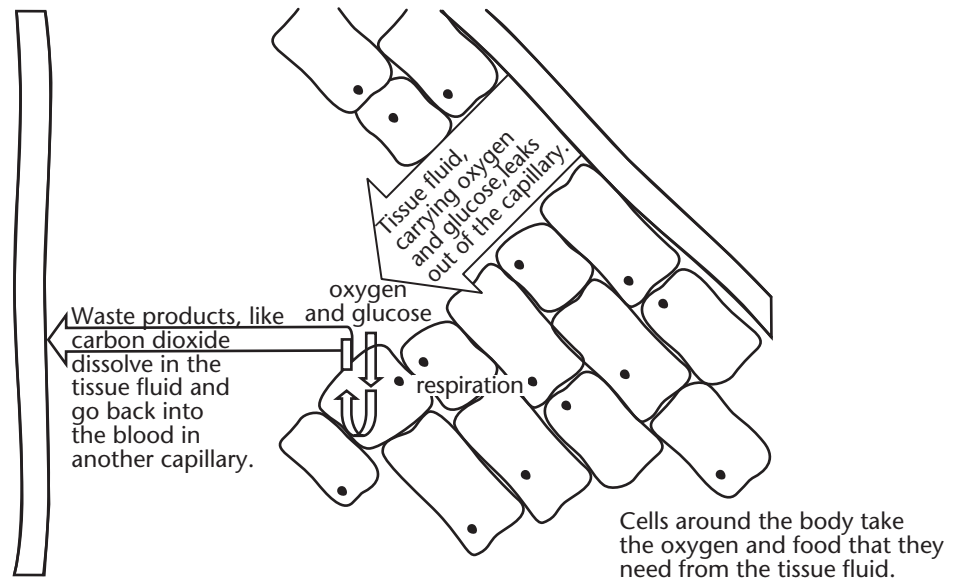 Tissue fluid,
carrying oxygen
and glucose,leaks
out of the capillary.
oxygen
and glucose
Waste products, like
carbon dioxide
dissolve in the
tissue fluid and
go back into
the blood in
another capillary.
respiration
Cells around the body take
the oxygen and food that they
need from the tissue fluid.